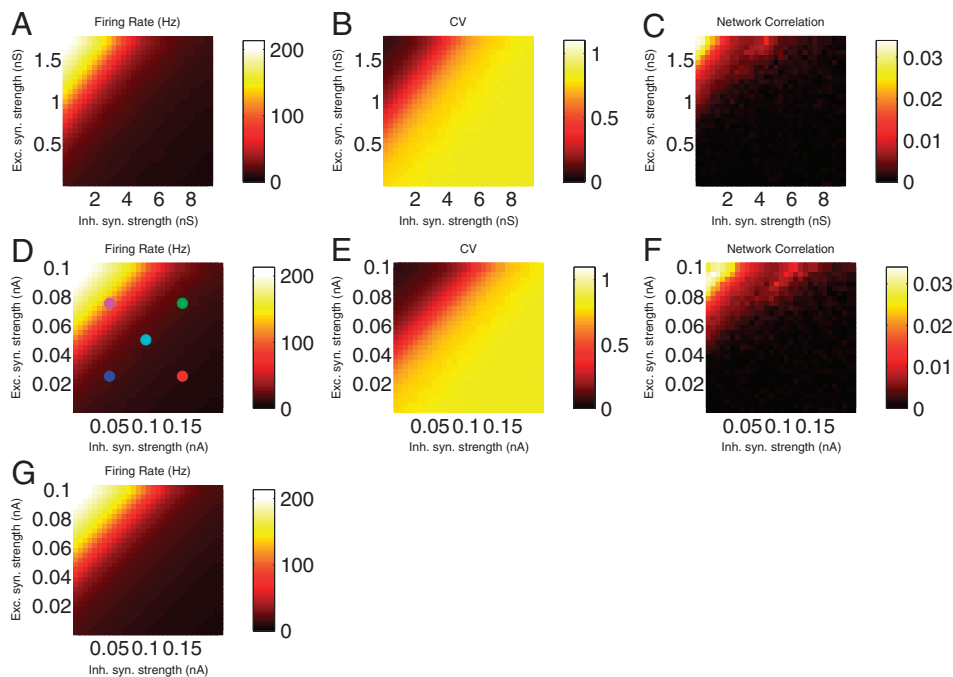 A
Firing Rate (Hz)
Exc. syn. strength (nS)
1.5
1
0.5
2 4 6 8
Inh. syn. strength (nS)
200
100
0
B
CV
Exc. syn. strength (nS)
1.5
1
0.5
2 4 6 8
Inh. syn. strength (nS)
1
0.5
0
C
Network Correlation
Exc. syn. strength (nS)
1.5
1
0.5
2 4 6 8
Inh. syn. strength (nS)
0.03
0.02
0.01
0
D
Firing Rate (Hz)
Exc. syn. strength (nA)
0.1
0.08
0.06
0.04
0.02
0.05 0.1 0.15
Inh. syn. strength (nA)
200
100
0
E
CV
Exc. syn. strength (nA)
0.1
0.08
0.06
0.04
0.02
0.05 0.1 0.15
Inh. syn. strength (nA)
1
0.5
0
F
Network Correlation
Exc. syn. strength (nA)
0.1
0.08
0.06
0.04
0.02
0.05 0.1 0.15
Inh. syn. strength (nA)
0.03
0.02
0.01
0
G
Firing Rate (Hz)
Exc. syn. strength (nA)
0.1
0.08
0.06
0.04
0.02
0.05 0.1 0.15
Inh. syn. strength (nA)
200
100
0